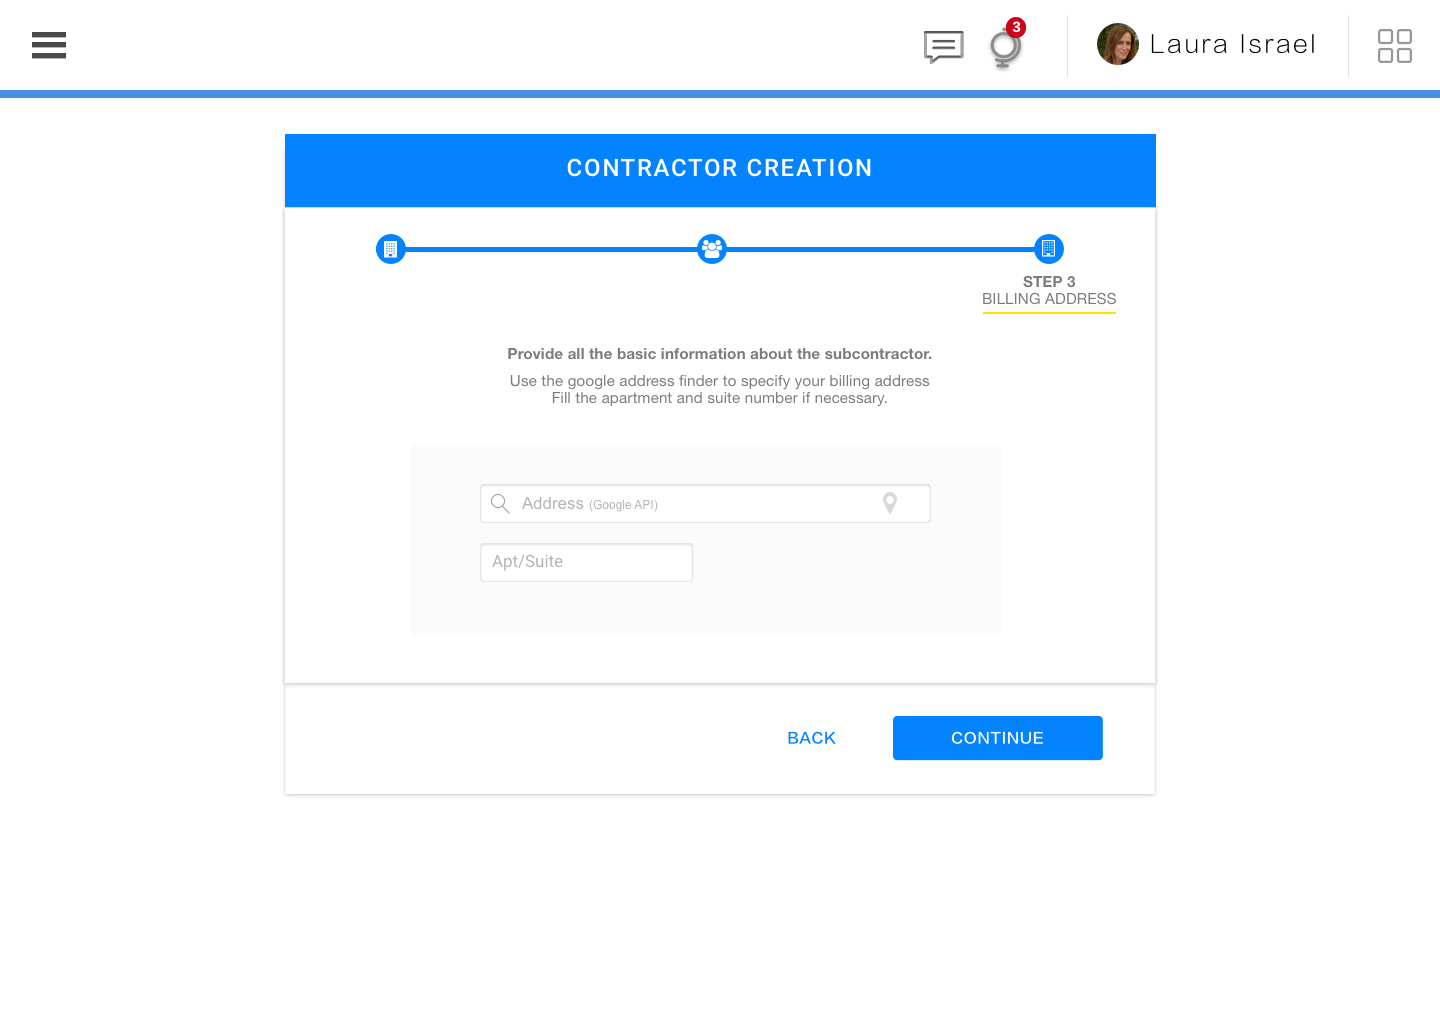 3
Laura Israel
CONTRACTOR CREATION
STEP 3
BILLING ADDRESS
Provide all the basic information about the subcontractor.
Use the google address finder to specify your billing address
Fill the apartment and suite number if necessary.
Address (Google API)
Apt/Suite
BACK
CONTINUE